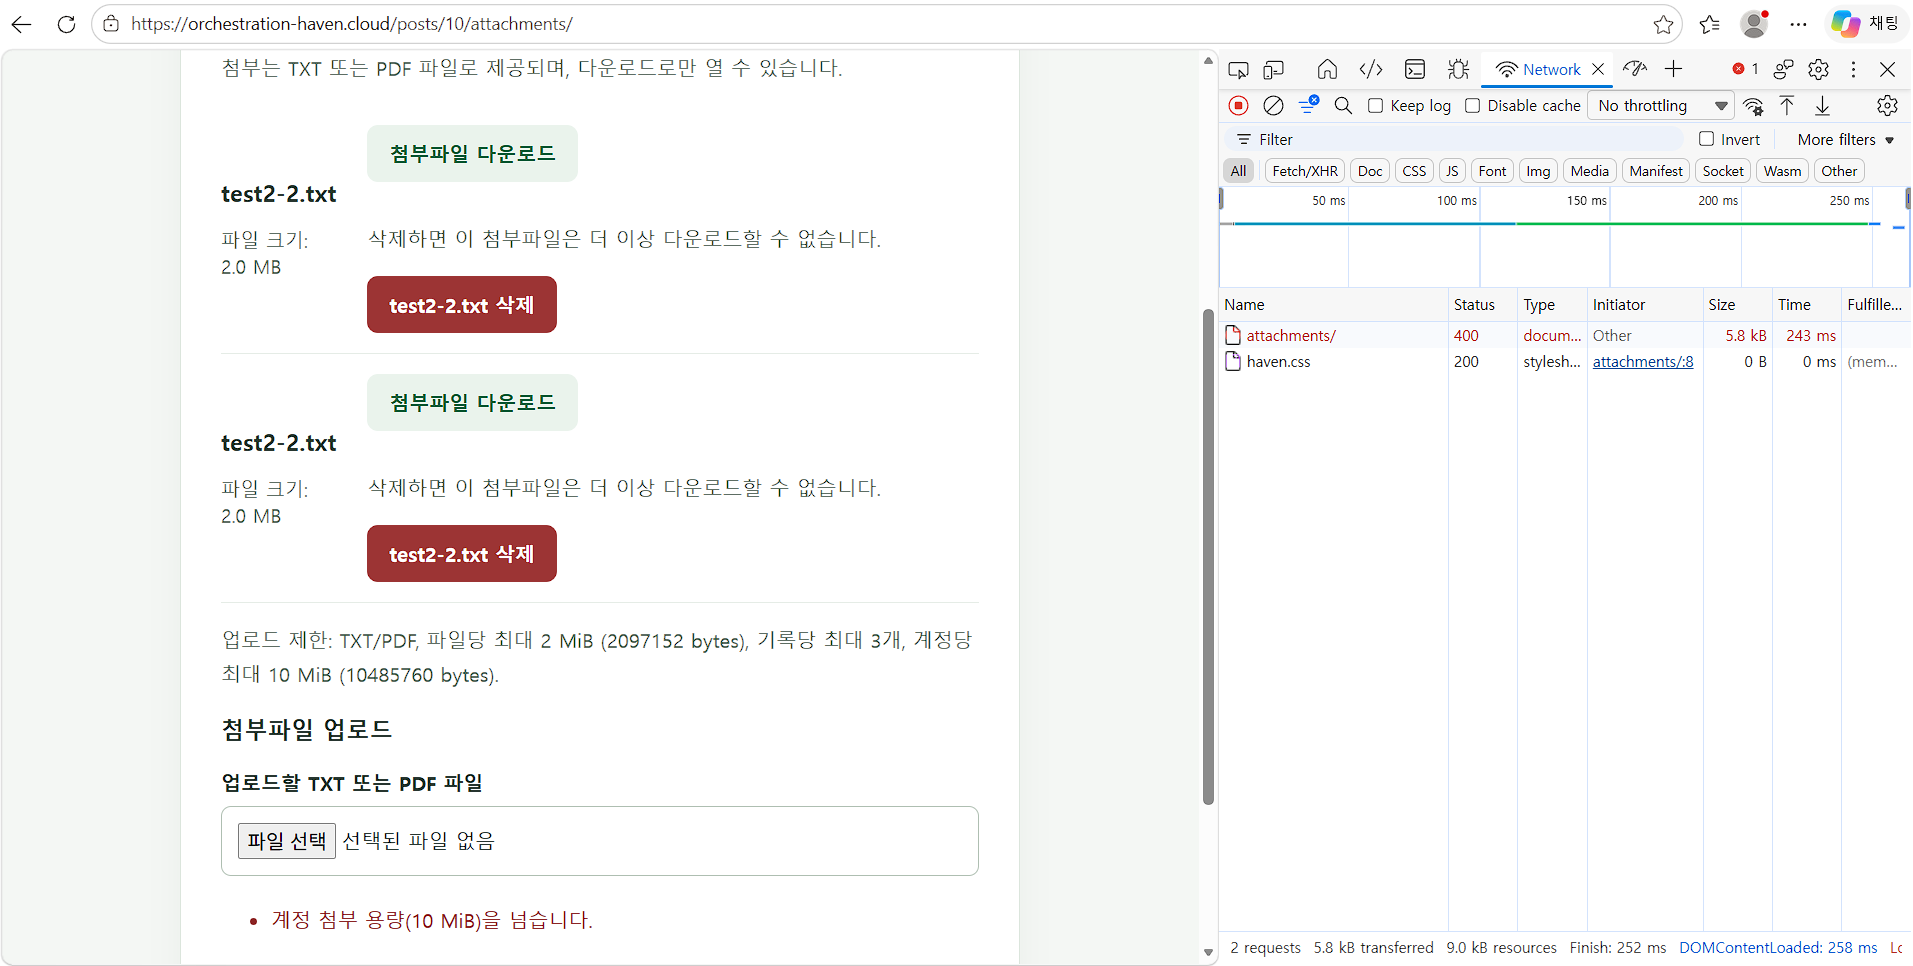 https://orchestration-haven.cloud/posts/10/attachments/
채팅
첨부는 TXT 또는 PDF 파일로 제공되며, 다운로드로만 열 수 있습니다.
첨부파일 다운로드
test2-2.txt
파일 크기:
2.0 MB
삭제하면 이 첨부파일은 더 이상 다운로드할 수 없습니다.
test2-2.txt 삭제
첨부파일 다운로드
test2-2.txt
파일 크기:
2.0 MB
삭제하면 이 첨부파일은 더 이상 다운로드할 수 없습니다.
test2-2.txt 삭제
업로드 제한: TXT/PDF, 파일당 최대 2 MiB (2097152 bytes), 기록당 최대 3개, 계정당
최대 10 MiB (10485760 bytes).
첨부파일 업로드
업로드할 TXT 또는 PDF 파일
파일 선택 선택된 파일 없음
계정 첨부 용량(10 MiB)을 넘습니다.
Network 1
Keep log Disable cache No throttling
Filter Invert More filters
All Fetch/XHR Doc CSS JS Font Img Media Manifest Socket Wasm Other
50 ms 100 ms 150 ms 200 ms 250 ms
Name Status Type Initiator Size Time Fulfille...
attachments/ 400 docum... Other 5.8 kB 243 ms
haven.css 200 stylesh... attachments/:8 0 B 0 ms (mem...
2 requests 5.8 kB transferred 9.0 kB resources Finish: 252 ms DOMContentLoaded: 258 ms Lo